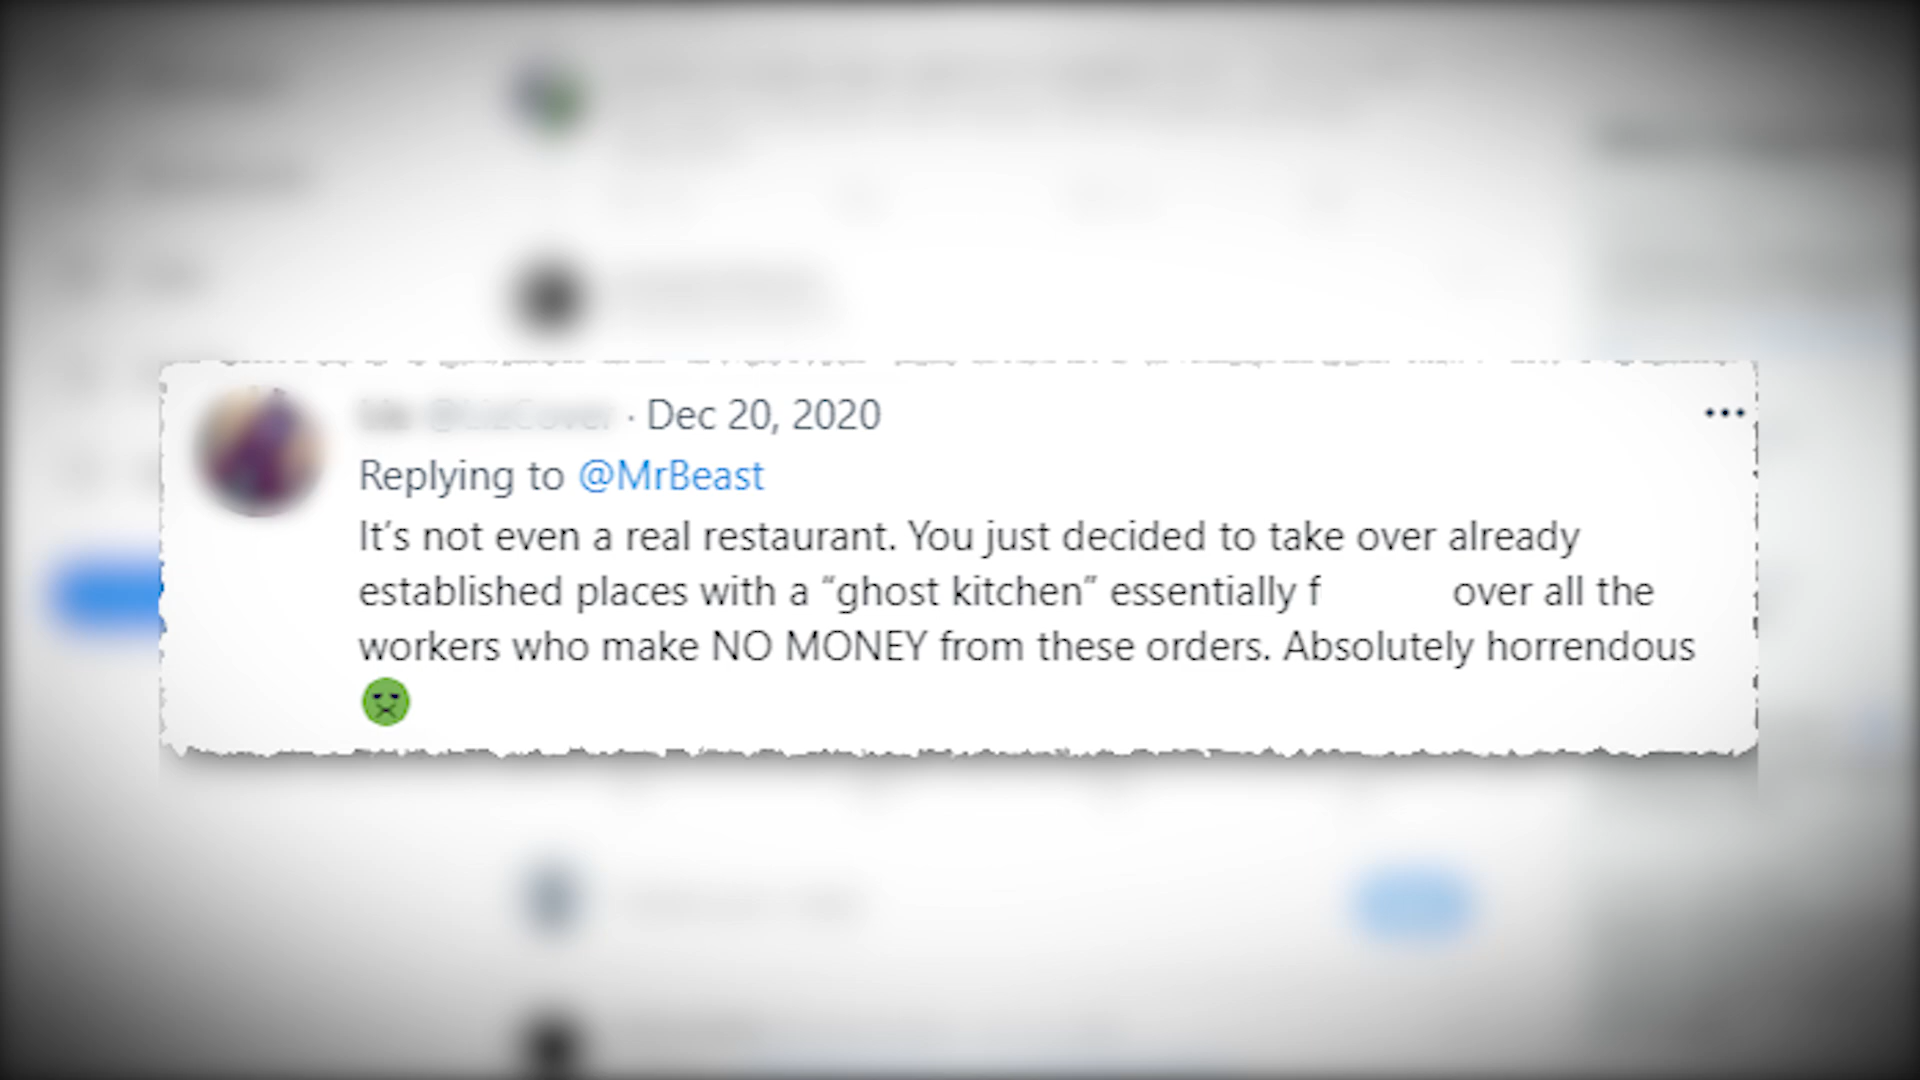 · Dec 20, 2020
Replying to @MrBeast
It’s not even a real restaurant. You just decided to take over already
established places with a “ghost kitchen” essentially f over all the
workers who make NO MONEY from these orders. Absolutely horrendous